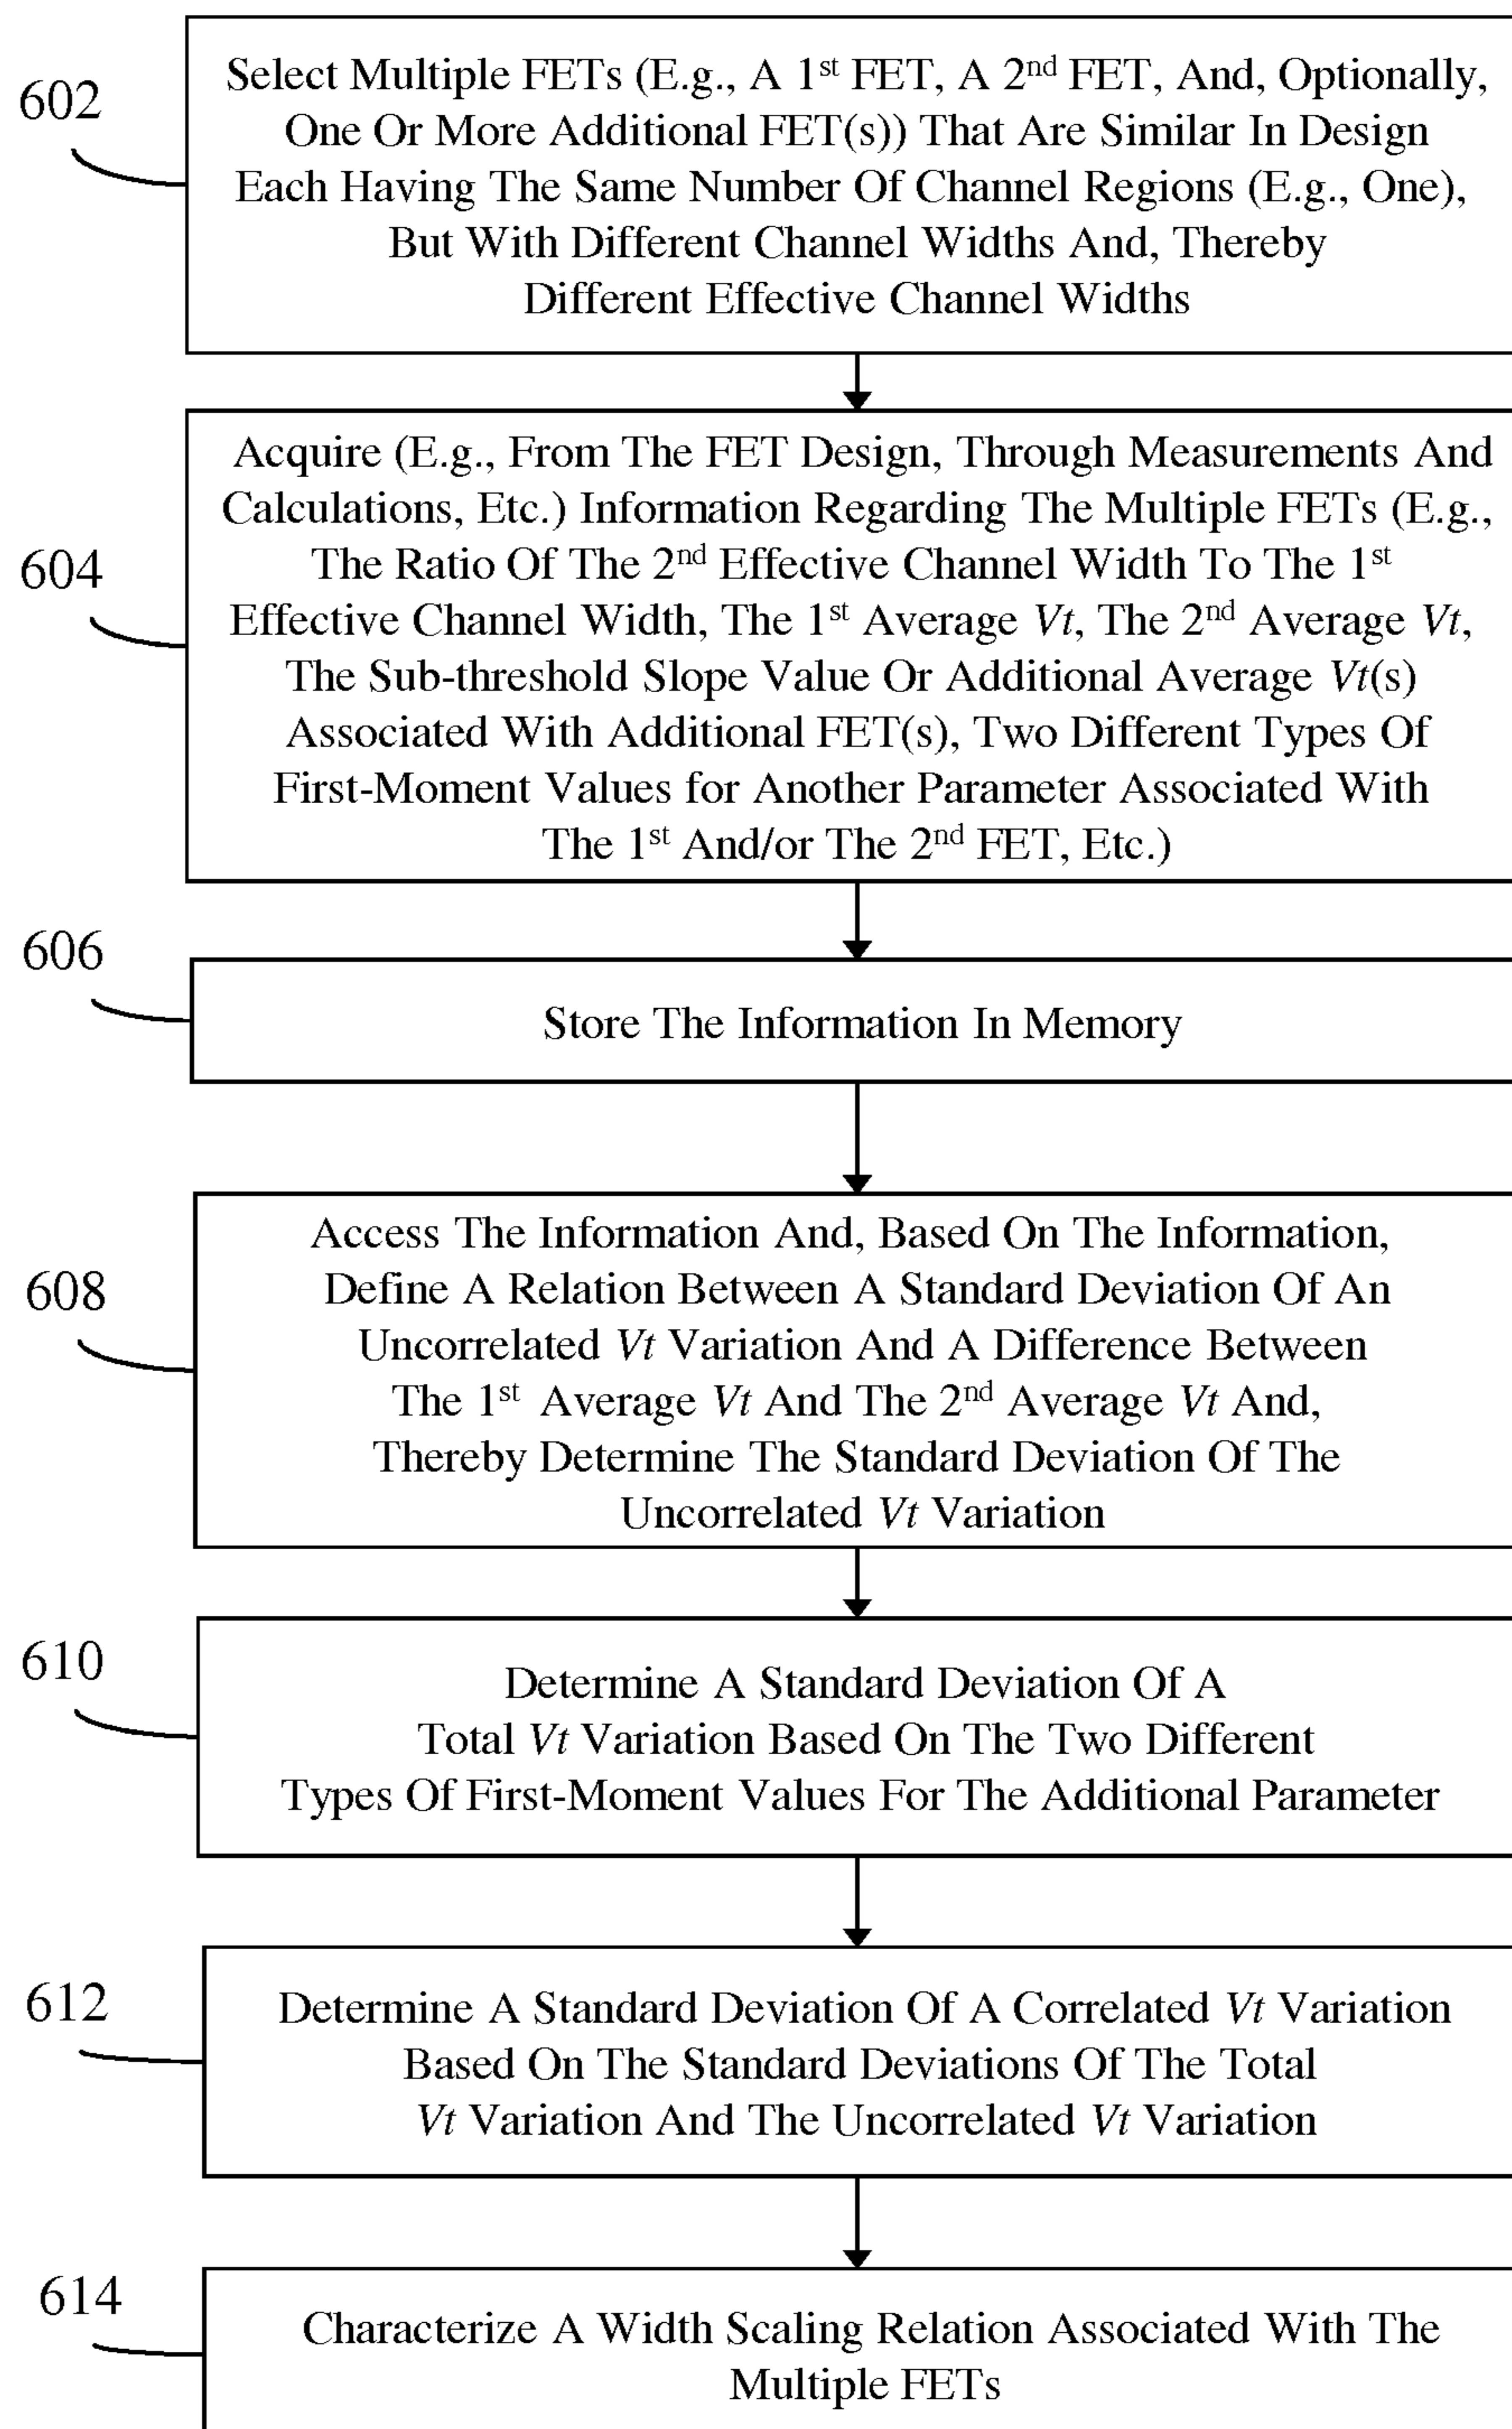 602
Select Multiple FETs (E.g., A 1st FET, A 2nd FET, And, Optionally,
One Or More Additional FET(s)) That Are Similar In Design
Each Having The Same Number Of Channel Regions (E.g., One),
But With Different Channel Widths And, Thereby
Different Effective Channel Widths
604
Acquire (E.g., From The FET Design, Through Measurements And
Calculations, Etc.) Information Regarding The Multiple FETs (E.g.,
The Ratio Of The 2nd Effective Channel Width To The 1st
Effective Channel Width, The 1st Average Vt, The 2nd Average Vt,
The Sub-threshold Slope Value Or Additional Average Vt(s)
Associated With Additional FET(s), Two Different Types Of
First-Moment Values for Another Parameter Associated With
The 1st And/or The 2nd FET, Etc.)
606
Store The Information In Memory
608
Access The Information And, Based On The Information,
Define A Relation Between A Standard Deviation Of An
Uncorrelated Vt Variation And A Difference Between
The 1st Average Vt And The 2nd Average Vt And,
Thereby Determine The Standard Deviation Of The
Uncorrelated Vt Variation
610
Determine A Standard Deviation Of A
Total Vt Variation Based On The Two Different
Types Of First-Moment Values For The Additional Parameter
612
Determine A Standard Deviation Of A Correlated Vt Variation
Based On The Standard Deviations Of The Total
Vt Variation And The Uncorrelated Vt Variation
614
Characterize A Width Scaling Relation Associated With The
Multiple FETs